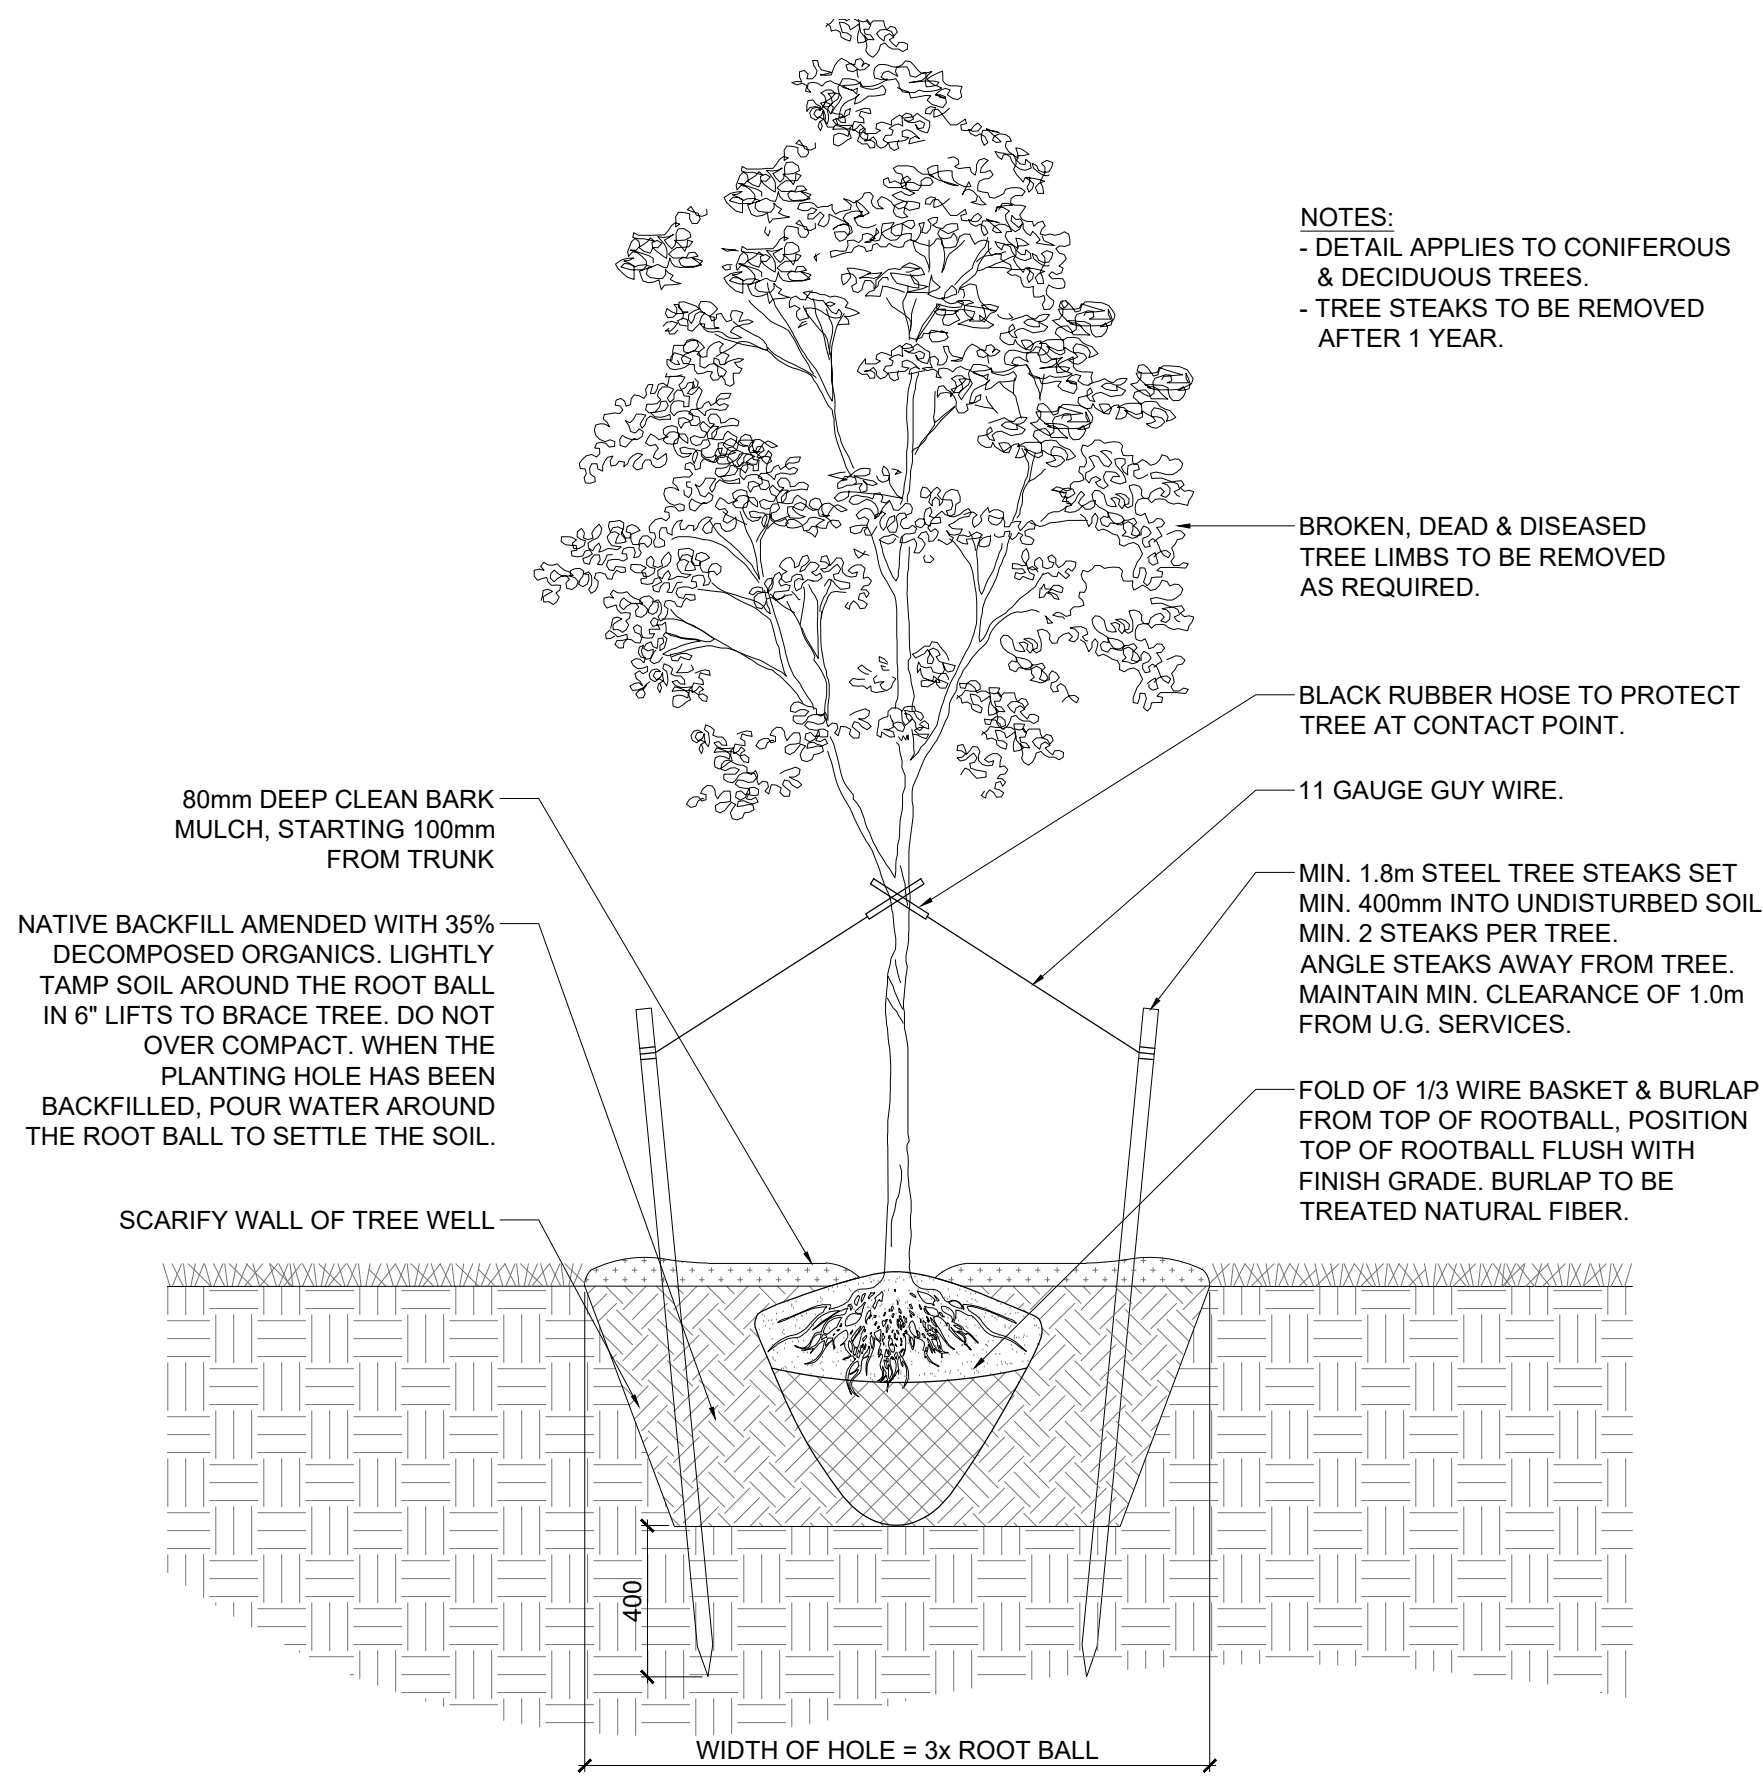 NOTES:
- DETAIL APPLIES TO CONIFEROUS
& DECIDUOUS TREES.
- TREE STEAKS TO BE REMOVED
AFTER 1 YEAR.
BROKEN, DEAD & DISEASED
TREE LIMBS TO BE REMOVED
AS REQUIRED.
BLACK RUBBER HOSE TO PROTECT
TREE AT CONTACT POINT.
11 GAUGE GUY WIRE.
MIN. 1.8m STEEL TREE STEAKS SET
MIN. 400mm INTO UNDISTURBED SOIL
MIN. 2 STEAKS PER TREE.
ANGLE STEAKS AWAY FROM TREE.
MAINTAIN MIN. CLEARANCE OF 1.0m
FROM U.G. SERVICES.
FOLD OF 1/3 WIRE BASKET & BURLAP
FROM TOP OF ROOTBALL, POSITION
TOP OF ROOTBALL FLUSH WITH
FINISH GRADE. BURLAP TO BE
TREATED NATURAL FIBER.
80mm DEEP CLEAN BARK
MULCH, STARTING 100mm
FROM TRUNK
NATIVE BACKFILL AMENDED WITH 35%
DECOMPOSED ORGANICS. LIGHTLY
TAMP SOIL AROUND THE ROOT BALL
IN 6" LIFTS TO BRACE TREE. DO NOT
OVER COMPACT. WHEN THE
PLANTING HOLE HAS BEEN
BACKFILLED, POUR WATER AROUND
THE ROOT BALL TO SETTLE THE SOIL.
SCARIFY WALL OF TREE WELL
400
WIDTH OF HOLE = 3x ROOT BALL